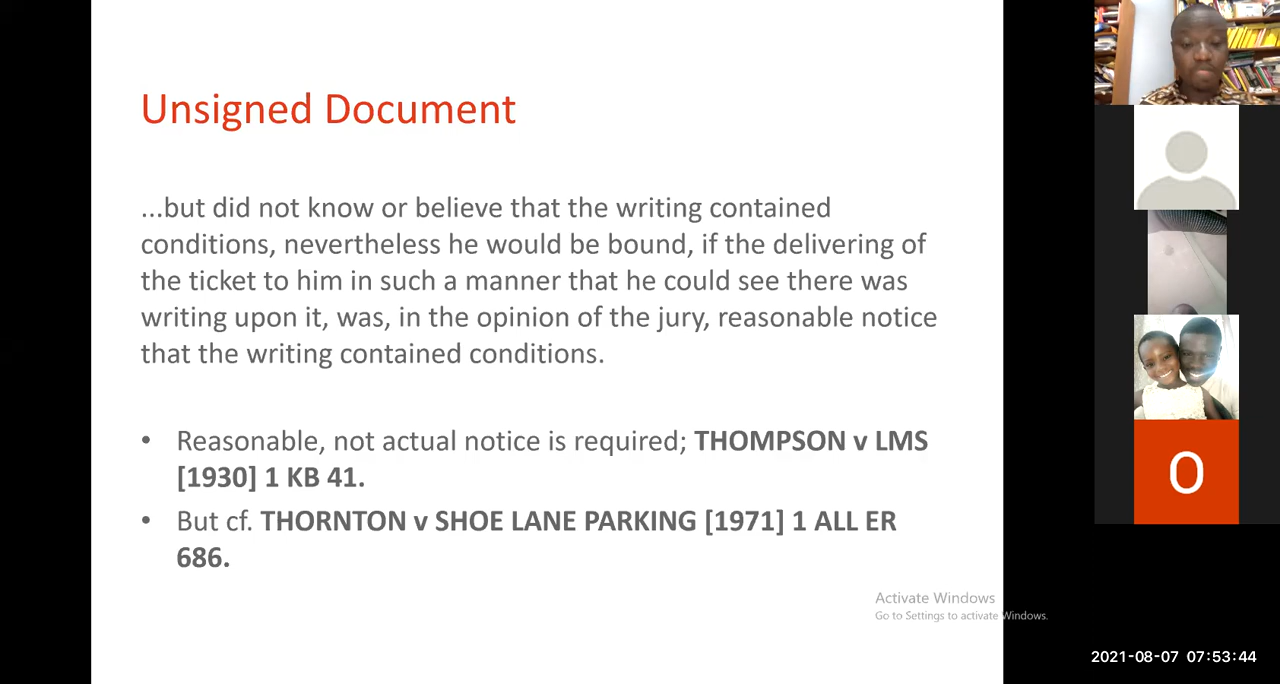 Unsigned Document
...but did not know or believe that the writing contained
conditions, nevertheless he would be bound, if the delivering of
the ticket to him in such a manner that he could see there was
writing upon it, was, in the opinion of the jury, reasonable notice
that the writing contained conditions.
• Reasonable, not actual notice is required; THOMPSON v LMS
[1930] 1 KB 41.
• But cf. THORNTON v SHOE LANE PARKING [1971] 1 ALL ER
686.
Activate Windows
Go to Settings to activate Windows.
O
2021-08-07 07:53:44